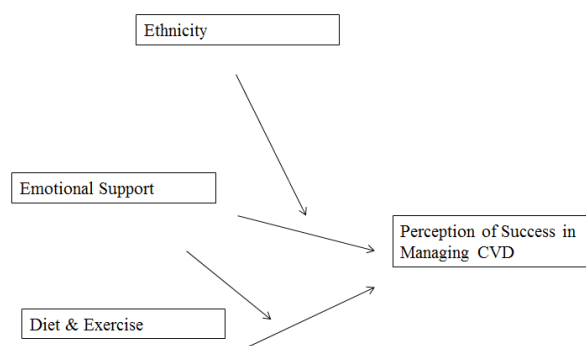 Ethnicity
Emotional Support
Perception of Success in
Managing CVD
Diet & Exercise